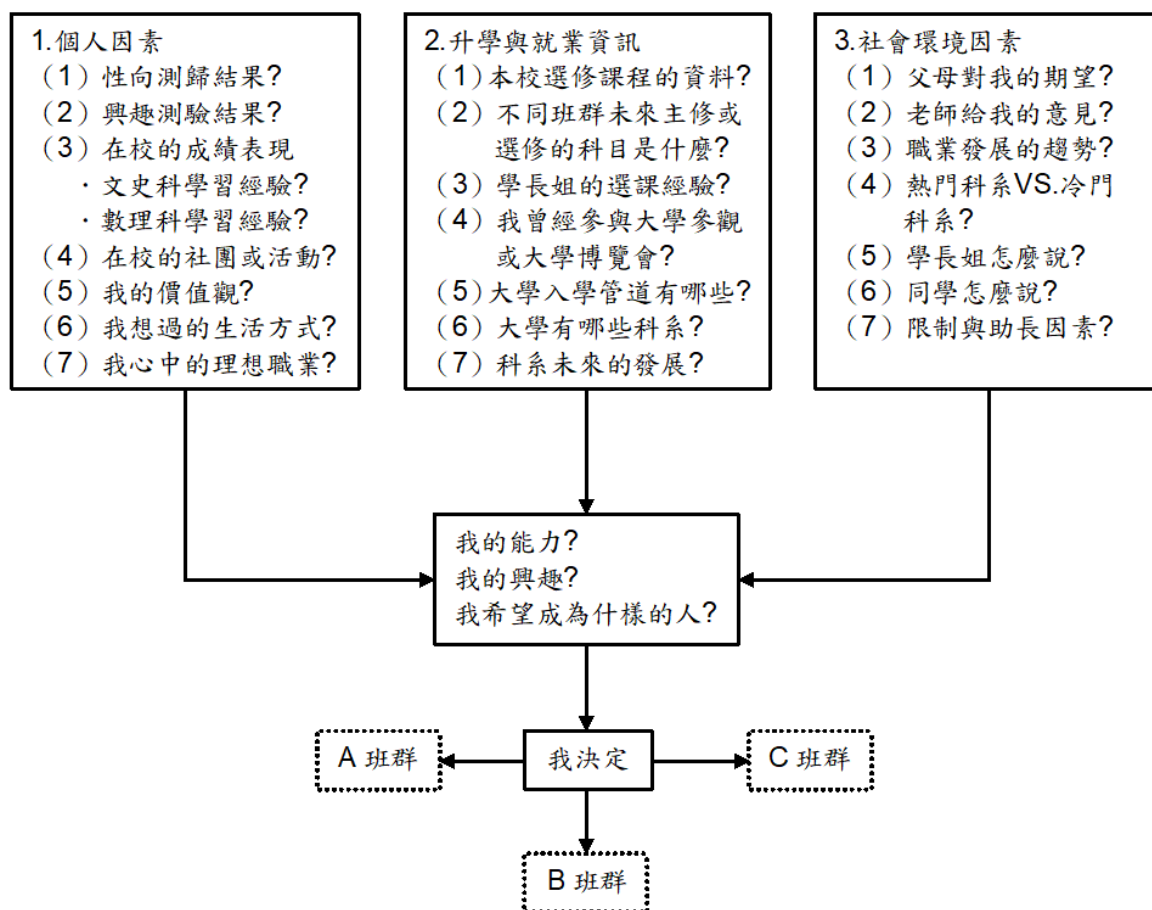 1.個人因素
（1）性向測歸結果?
（2）興趣測驗結果?
（3）在校的成績表現
．文史科學習經驗?
．數理科學習經驗?
（4）在校的社團或活動?
（5）我的價值觀?
（6）我想過的生活方式?
（7）我心中的理想職業?
2.升學與就業資訊
（1）本校選修課程的資料?
（2）不同班群未來主修或
選修的科目是什麼?
（3）學長姐的選課經驗?
（4）我曾經參與大學參觀
或大學博覽會?
（5）大學入學管道有哪些?
（6）大學有哪些科系?
（7）科系未來的發展?
3.社會環境因素
（1）父母對我的期望?
（2）老師給我的意見?
（3）職業發展的趨勢?
（4）熱門科系VS.冷門
科系?
（5）學長姐怎麼說?
（6）同學怎麼說?
（7）限制與助長因素?
我的能力?
我的興趣?
我希望成為什樣的人?
A 班群
我決定
C 班群
B 班群